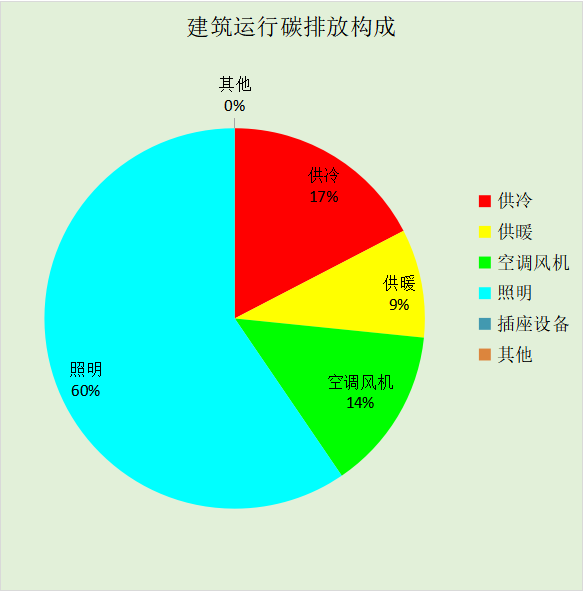 建筑运行碳排放构成
其他
0%
供冷
17%
供暖
9%
空调风机
14%
照明
60%
供冷
供暖
空调风机
照明
插座设备
其他